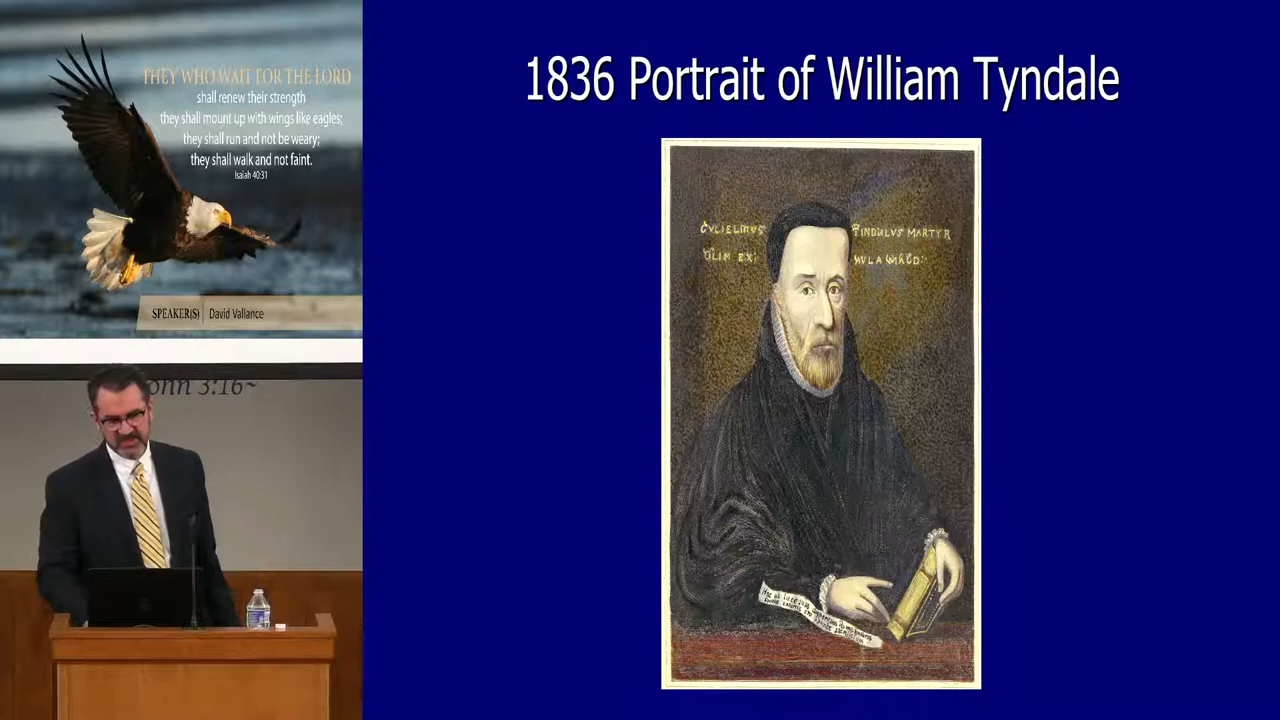 THEY WHO WAIT FOR THE LORD
shall renew their strength
they shall mount up with wings like eagles;
they shall run and not be weary;
they shall walk and not faint.
Isaiah 40:31
SPEAKER(S) David Vallance
ohn 3:16~
1836 Portrait of William Tyndale
GVLIELMVS TINDALVS MARTYR
OLIM EX: